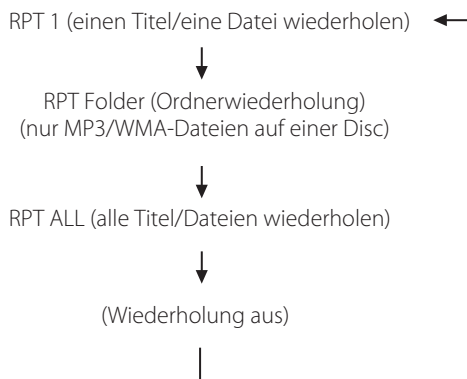 RPT 1 (einen Titel/eine Datei wiederholen)
RPT Folder (Ordnerwiederholung)
(nur MP3/WMA-Dateien auf einer Disc)
RPT ALL (alle Titel/Dateien wiederholen)
(Wiederholung aus)